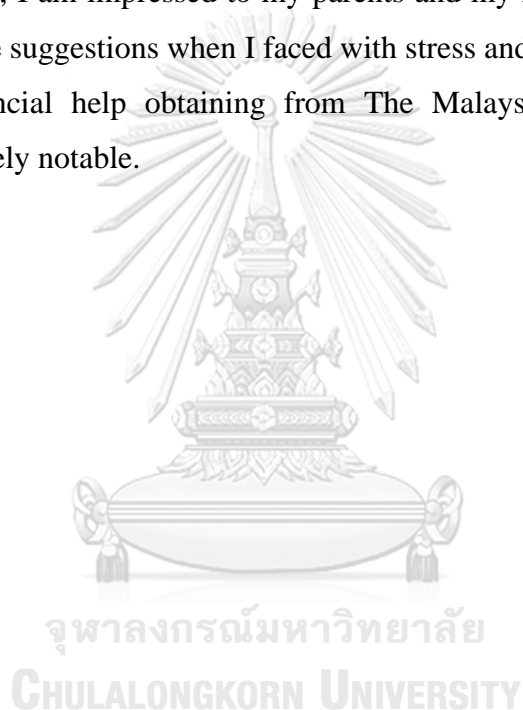 , I am impressed to my parents and my
suggestions when I faced with stress and
ncial help obtaining from The Malays
ely notable.
จุฬาลงกรณ์มหาวิทยาลัย
CHULALONGKORN UNIVERSITY